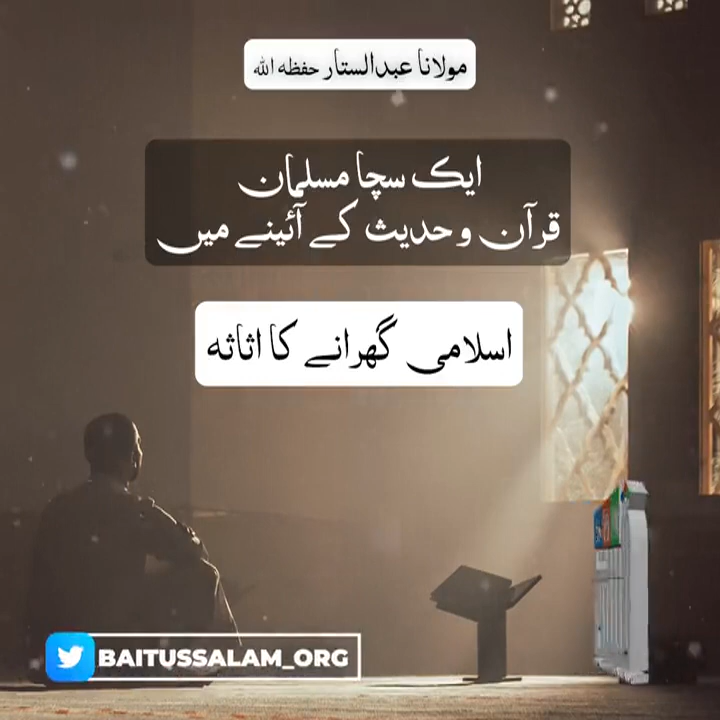 مولانا عبدالستار حفظہ اللہ
ایک سچا مسلمان
قرآن و حدیث کے آئینے میں
اسلامی گھرانے کا اثاثہ
BAITUSSALAM_ORG